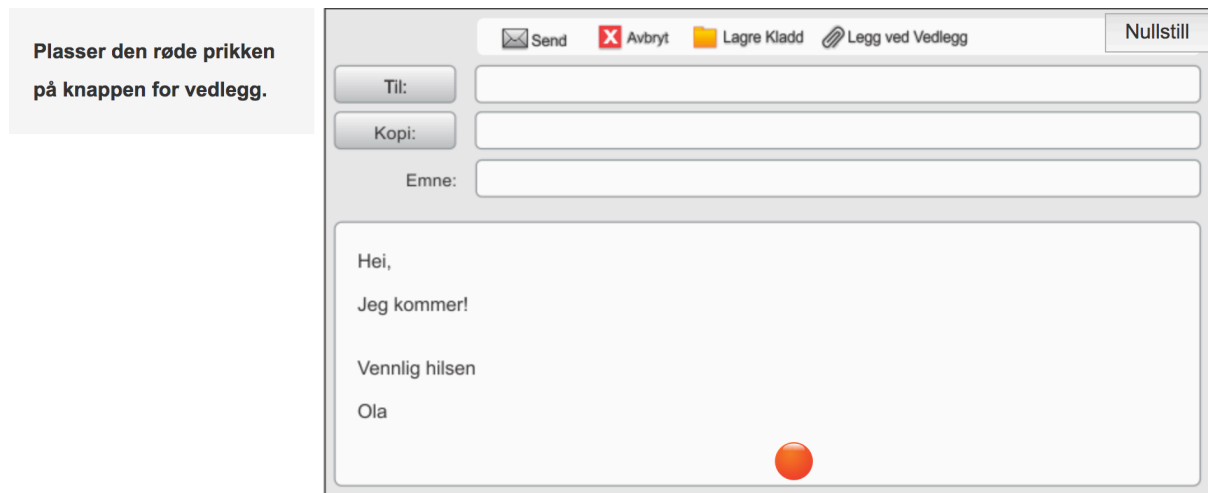 Plasser den røde prikken
på knappen for vedlegg.
Send Avbryt Lagre Kladd Legg ved Vedlegg Nullstill
Til:
Kopi:
Emne:
Hei,
Jeg kommer!
Vennlig hilsen
Ola